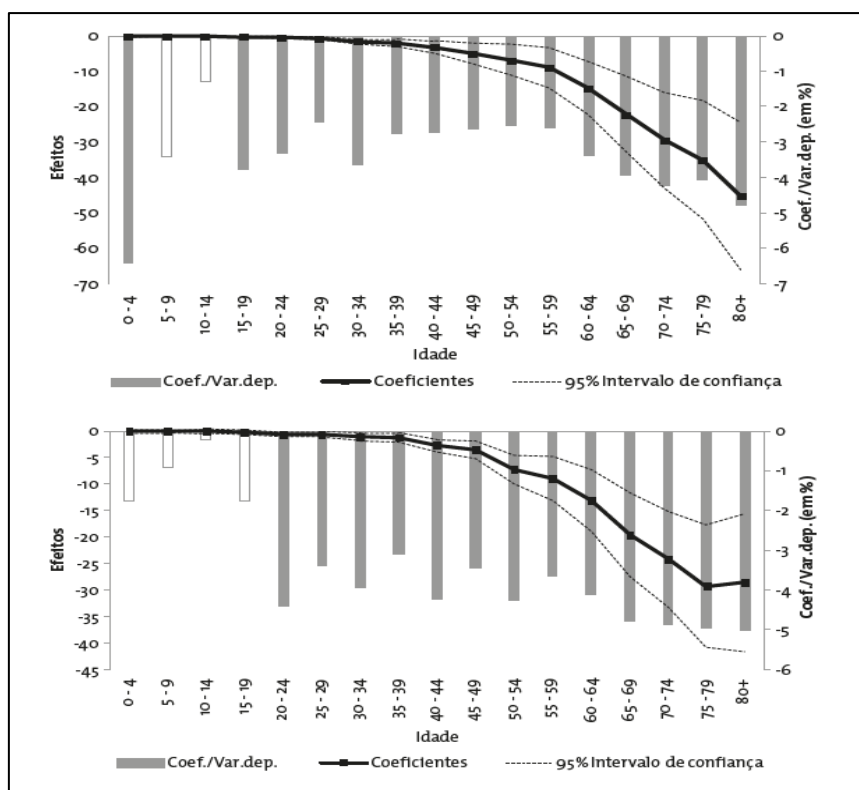 0
-10
-20
-30
-40
-50
-60
-70
Efeitos
0
-1
-2
-3
-4
-5
-6
-7
Coef./Var.dep. (em%)
0 - 4
5 - 9
10 - 14
15 - 19
20 - 24
25 - 29
30 - 34
35 - 39
40 - 44
45 - 49
50 - 54
55 - 59
60 - 64
65 - 69
70 - 74
75 - 79
80+
Idade
Coef./Var.dep. Coeficientes 95% Intervalo de confiança
0
-5
-10
-15
-20
-25
-30
-35
-40
-45
Efeitos
0
-1
-2
-3
-4
-5
-6
Coef./Var.dep. (em%)
0 - 4
5 - 9
10 - 14
15 - 19
20 - 24
25 - 29
30 - 34
35 - 39
40 - 44
45 - 49
50 - 54
55 - 59
60 - 64
65 - 69
70 - 74
75 - 79
80+
Idade
Coef./Var.dep. Coeficientes 95% Intervalo de confiança